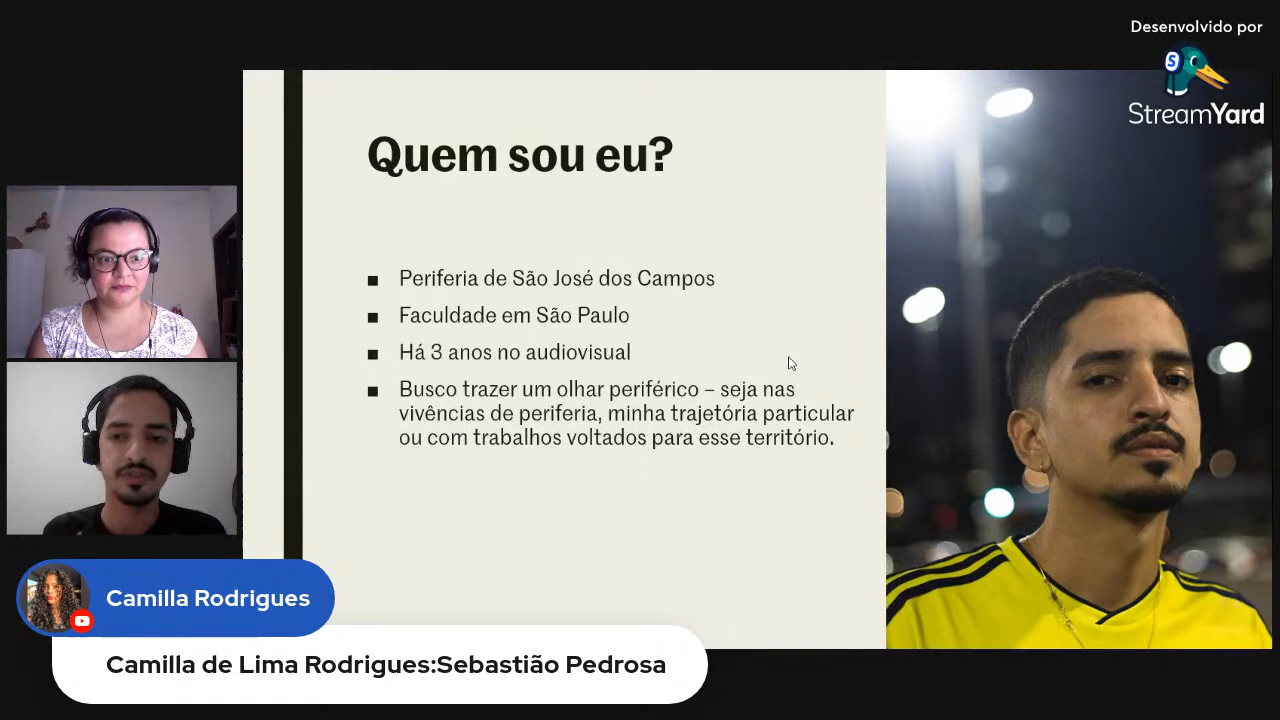 Desenvolvido por
StreamYard
Quem sou eu?
■ Periferia de São José dos Campos
■ Faculdade em São Paulo
■ Há 3 anos no audiovisual
■ Busco trazer um olhar periférico – seja nas
vivências de periferia, minha trajetória particular
ou com trabalhos voltados para esse território.
Camilla Rodrigues
Camilla de Lima Rodrigues:Sebastião Pedrosa